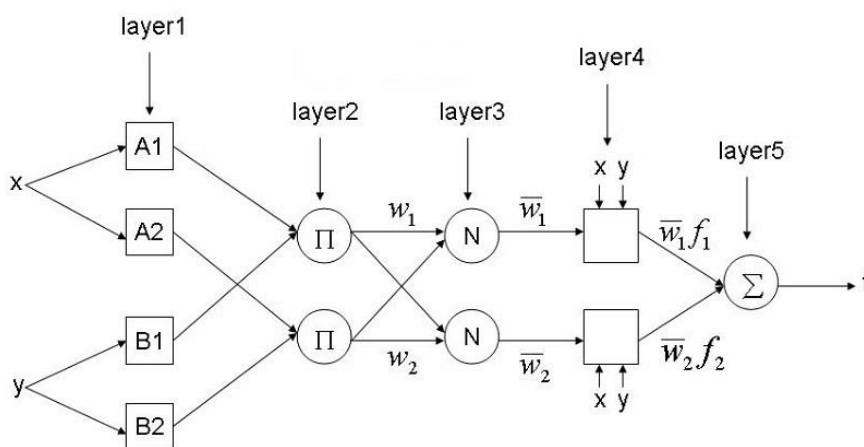 layer1
layer2
layer3
layer4
layer5
x
A1
A2
y
B1
B2
Π
Π
w₁
w₂
N
N
w̅₁
w̅₂
x y
x y
w̅₁f₁
w̅₂f₂
Σ